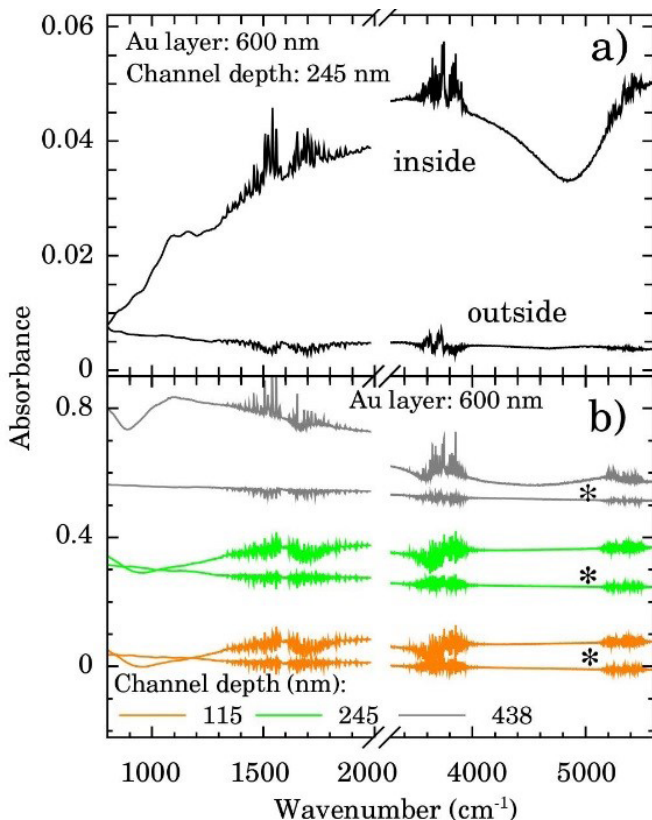 0.06
Au layer: 600 nm
Channel depth: 245 nm
a)
0.04
inside
0.02
outside
0
Absorbance
Au layer: 600 nm
b)
0.8
*
0.4
*
*
0
Channel depth (nm):
115 245 438
1000 1500 2000 4000 5000
Wavenumber (cm⁻¹)